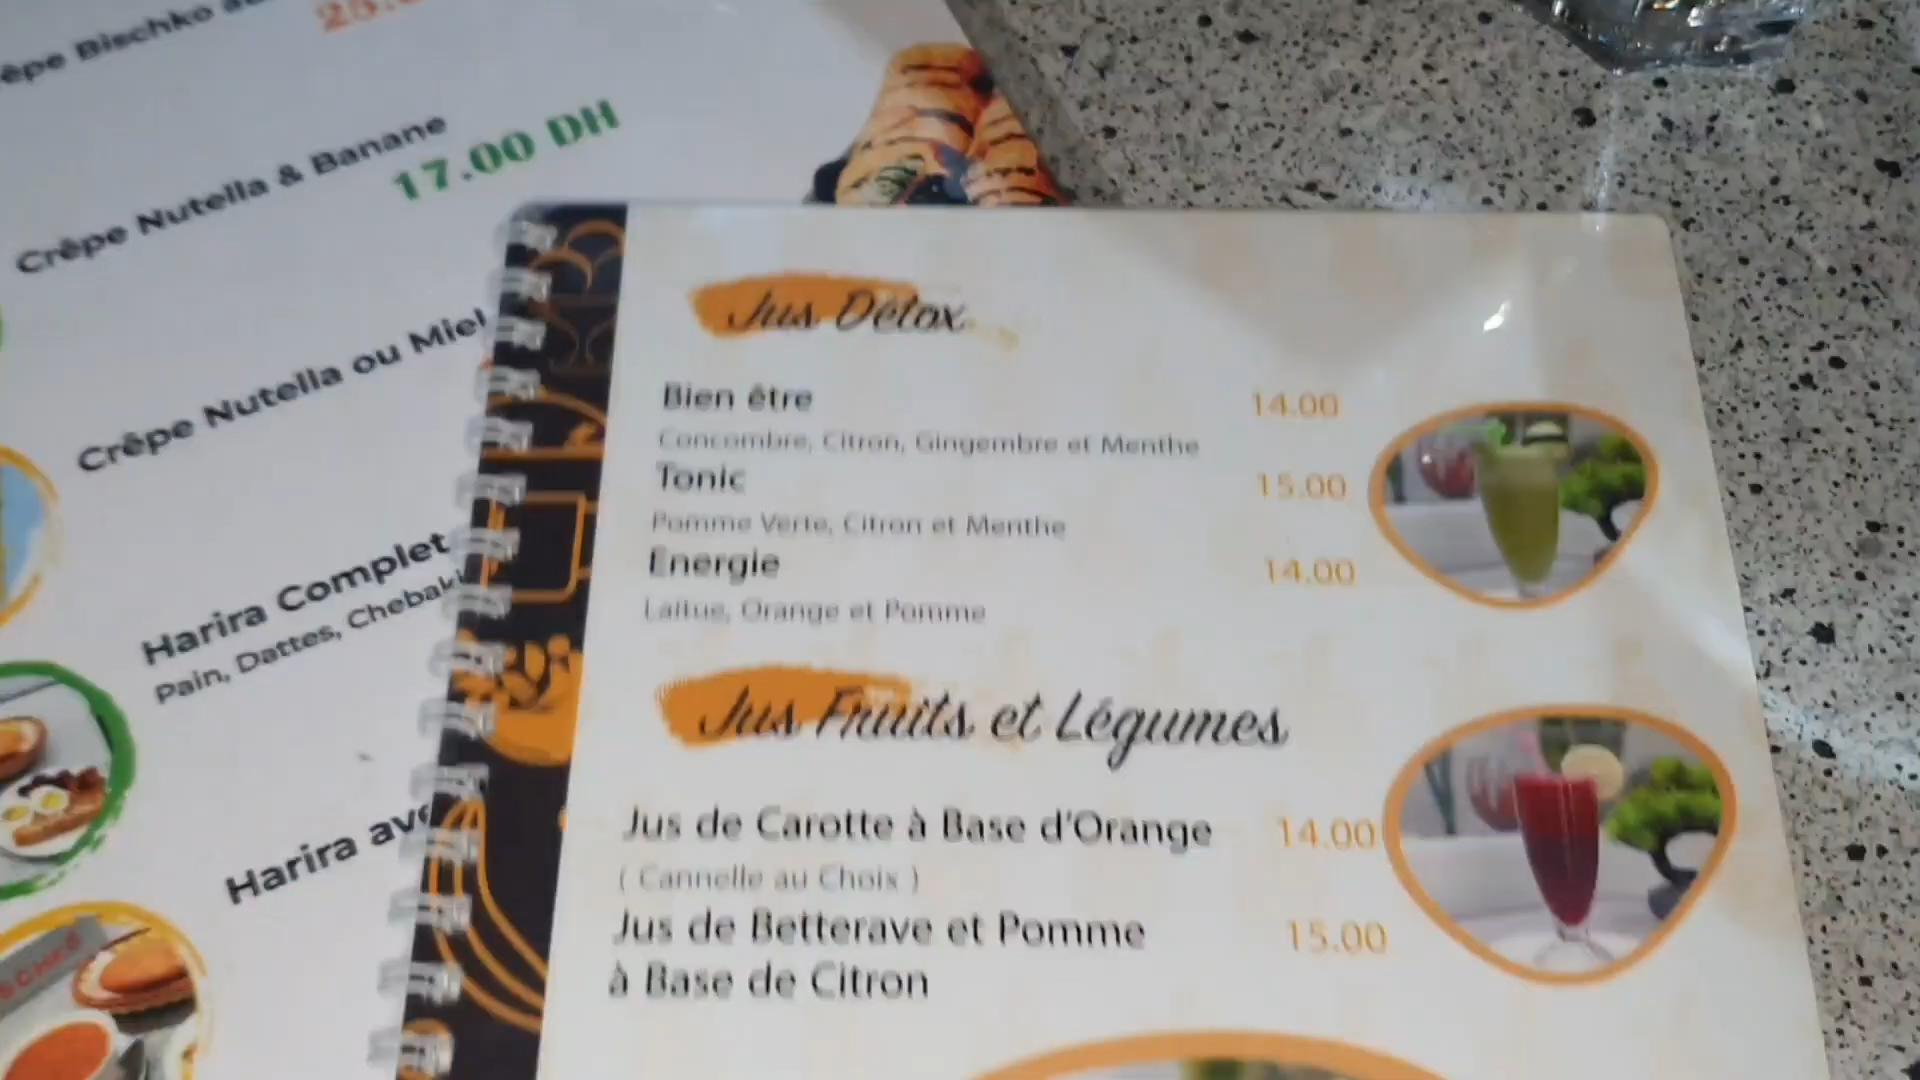 Crêpe Nutella & Banane
17.00 DH
Crêpe Nutella ou Miel
Harira Complet
Pain, Dattes,
Harira
Jus Détox
Bien être 14.00
Concombre, Citron, Gingembre et Menthe
Tonic 15.00
Pomme Verte, Citron et Menthe
Energie 14.00
Laitue, Orange et Pomme
Jus Fruits et Légumes
Jus de Carotte à Base d'Orange 14.00
( Cannelle au Choix )
Jus de Betterave et Pomme 15.00
à Base de Citron